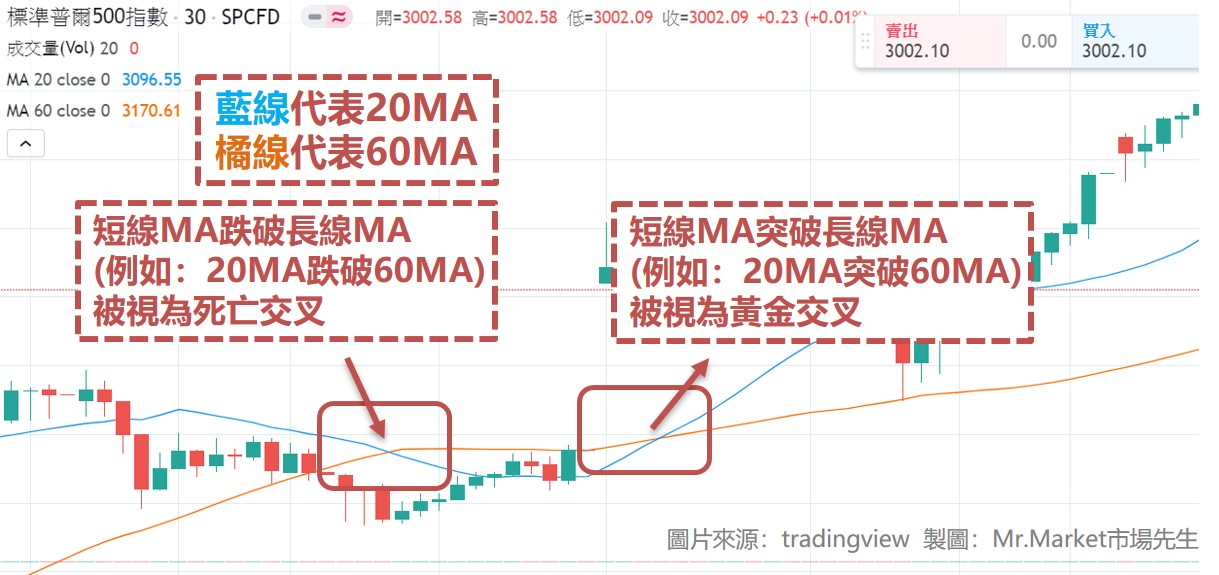 標準普爾500指數 · 30 · SPCFD 開=3002.58 高=3002.58 低=3002.09 收=3002.09 +0.23 (+0.01%)
賣出
3002.10
0.00
買入
3002.10
成交量(Vol) 20 0
MA 20 close 0 3096.55
MA 60 close 0 3170.61
藍線代表20MA
橘線代表60MA
短線MA跌破長線MA
(例如：20MA跌破60MA)
被視為死亡交叉
短線MA突破長線MA
(例如：20MA突破60MA)
被視為黃金交叉
圖片來源：tradingview 製圖：Mr.Market市場先生